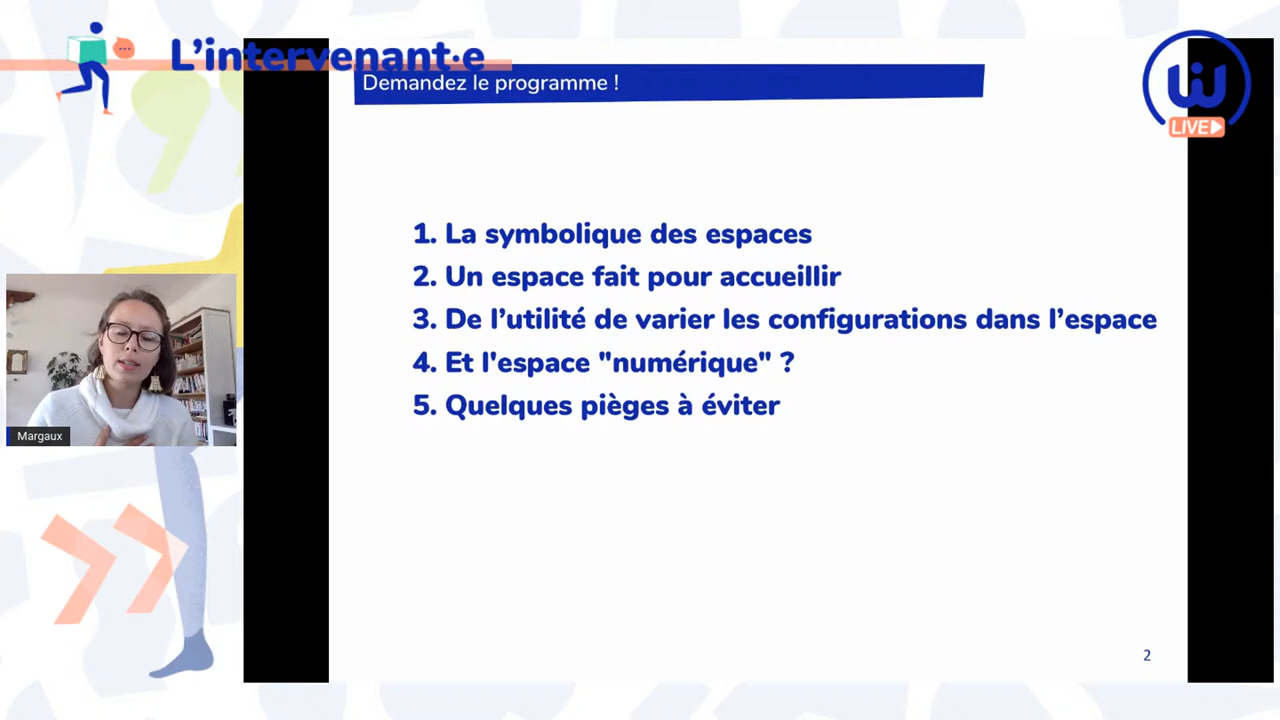 L'intervenant·e
Demandez le programme !
LIVE
1. La symbolique des espaces
2. Un espace fait pour accueillir
3. De l’utilité de varier les configurations dans l’espace
4. Et l'espace "numérique" ?
5. Quelques pièges à éviter
Margaux
2